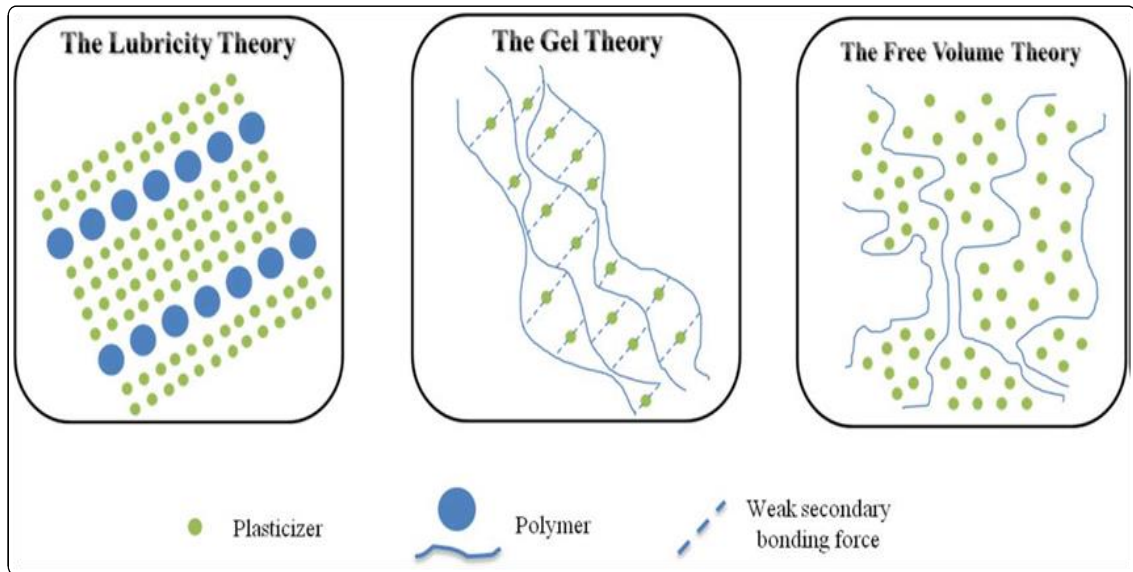 The Lubricity Theory
The Gel Theory
The Free Volume Theory
Plasticizer
Polymer
Weak secondary
bonding force